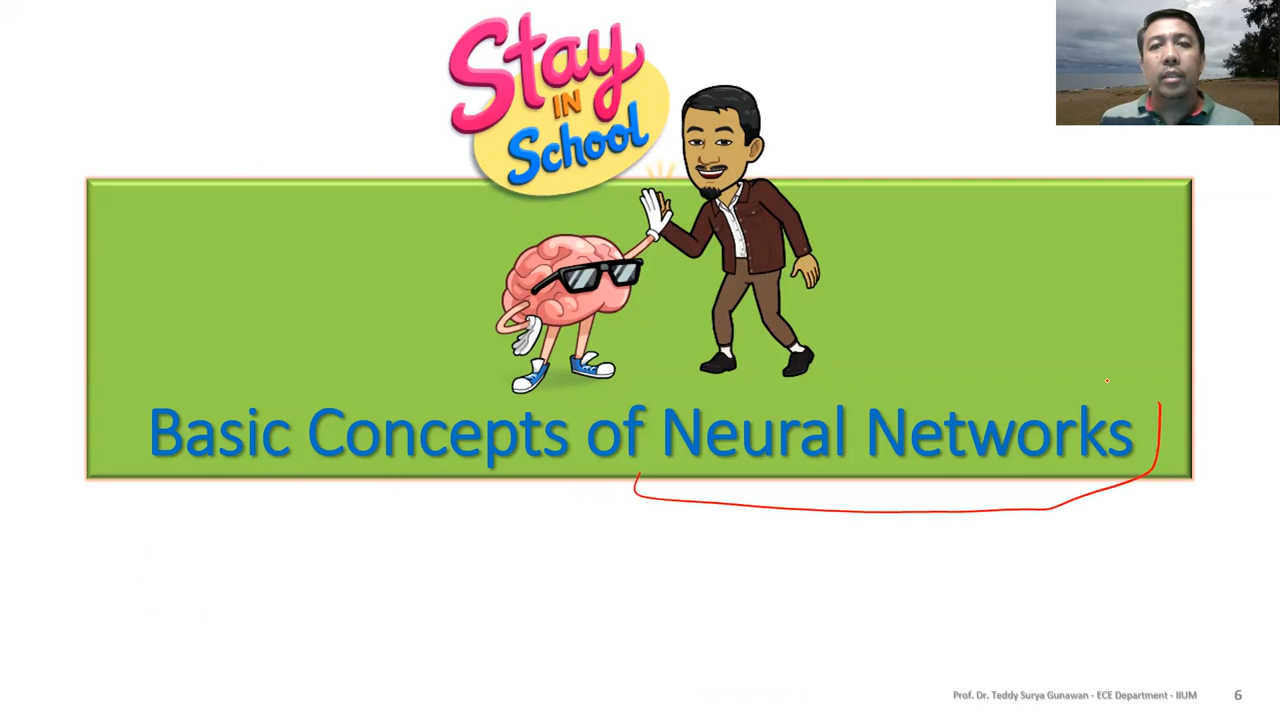 Stay
IN
School
Basic Concepts of Neural Networks
Prof. Dr. Teddy Surya Gunawan - ECE Department - IIUM
6